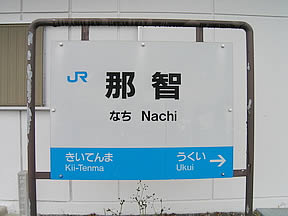 JR
那智
なち Nachi
きいてんま うくい →
Kii-Tenma Ukui